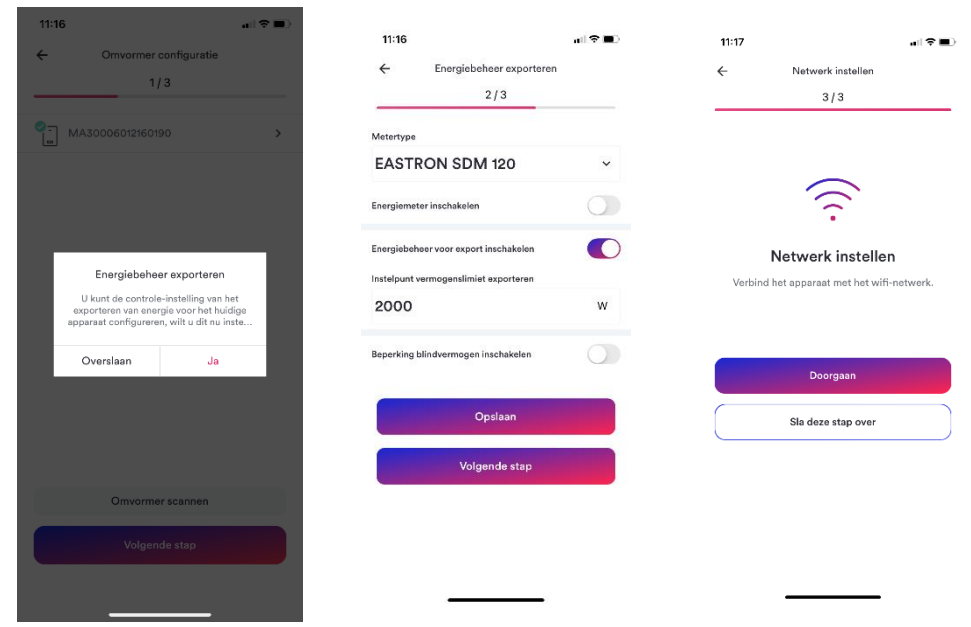 11:16
Omvormer configuratie
1 / 3
MA30006012160190
Energiebeheer exporteren
U kunt de controle-instelling van het
exporteren van energie voor het huidige
apparaat configureren, wilt u dit nu inste...
Overslaan
Ja
Omvormer scannen
Volgende stap
11:16
Energiebeheer exporteren
2 / 3
Metertype
EASTRON SDM 120
Energiemeter inschakelen
Energiebeheer voor export inschakelen
Instelpunt vermogenslimiet exporteren
2000 W
Beperking blindvermogen inschakelen
Opslaan
Volgende stap
11:17
Netwerk instellen
3 / 3
Netwerk instellen
Verbind het apparaat met het wifi-netwerk.
Doorgaan
Sla deze stap over